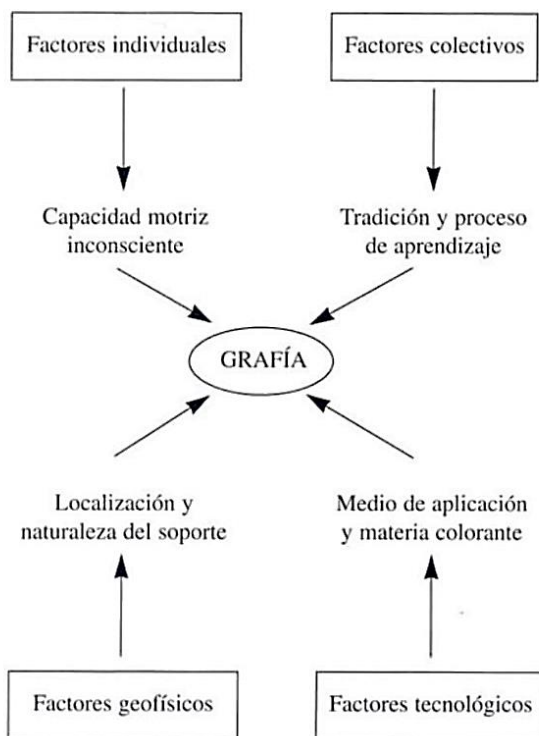 Factores individuales
Factores colectivos
Capacidad motriz
inconsciente
Tradición y proceso
de aprendizaje
GRAFÍA
Localización y
naturaleza del soporte
Medio de aplicación
y materia colorante
Factores geofísicos
Factores tecnológicos